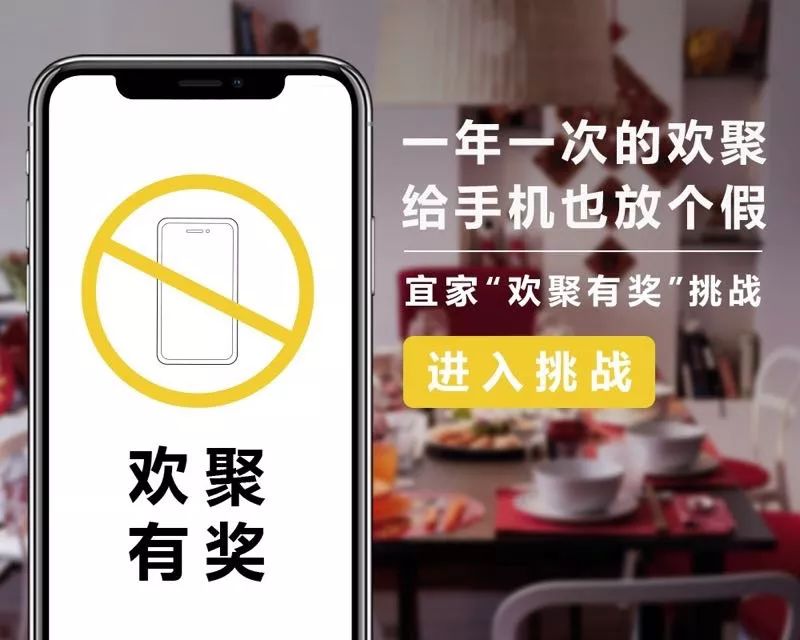 一年一次的欢聚
给手机也放个假
宜家“欢聚有奖”挑战
进入挑战
欢聚
有奖